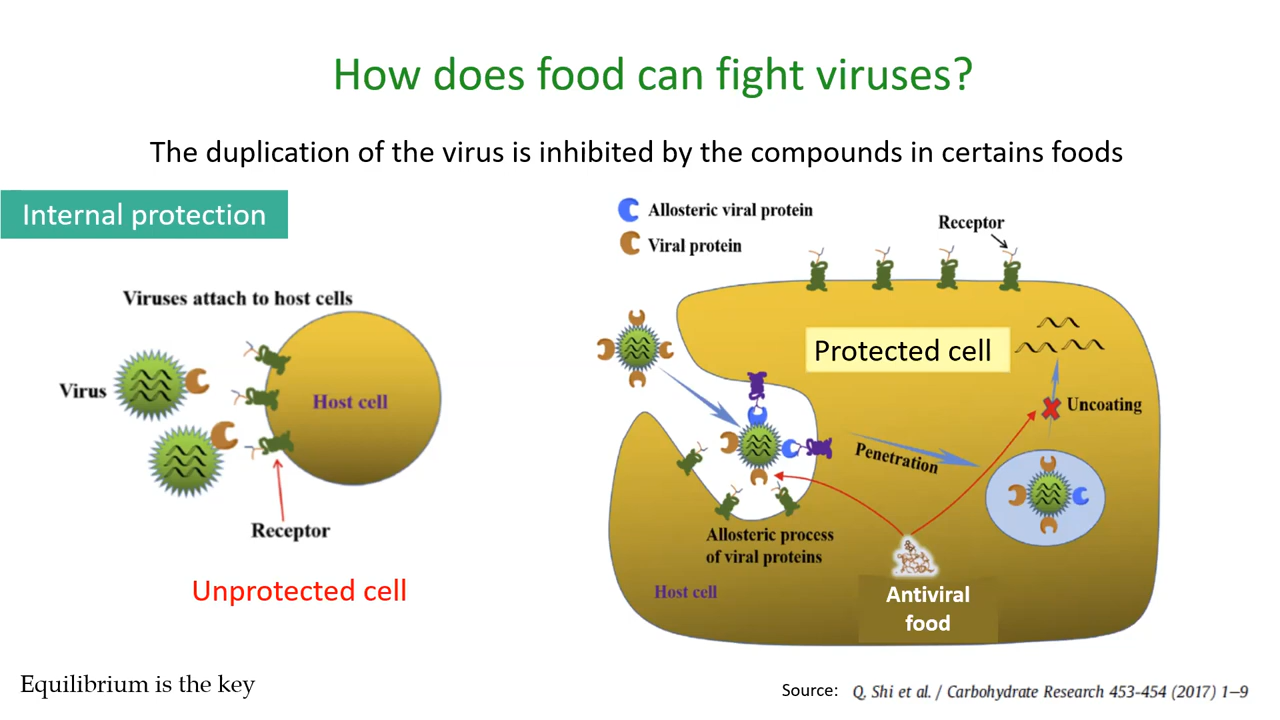 How does food can fight viruses?
The duplication of the virus is inhibited by the compounds in certains foods
Internal protection
Viruses attach to host cells
Virus
Host cell
Receptor
Unprotected cell
Allosteric viral protein
Viral protein
Receptor
Protected cell
Uncoating
Penetration
Allosteric process
of viral proteins
Host cell
Antiviral
food
Equilibrium is the key
Source: Q. Shi et al. / Carbohydrate Research 453-454 (2017) 1–9